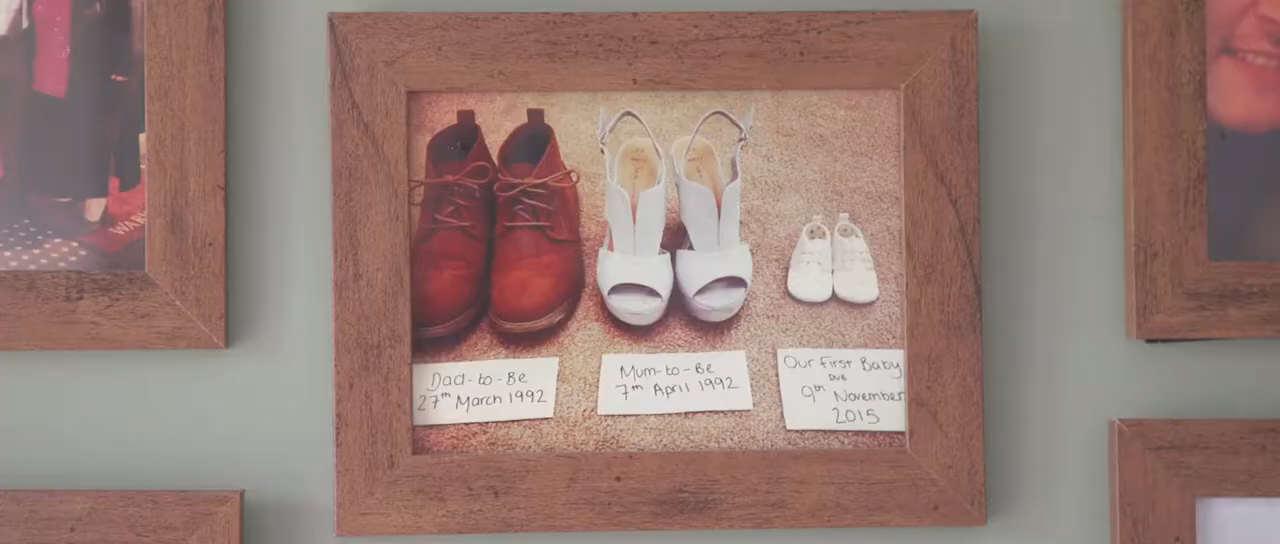 Dad-to-Be
27th March 1992
Mum-to-Be
7th April 1992
Our First Baby
Due
9th November
2015